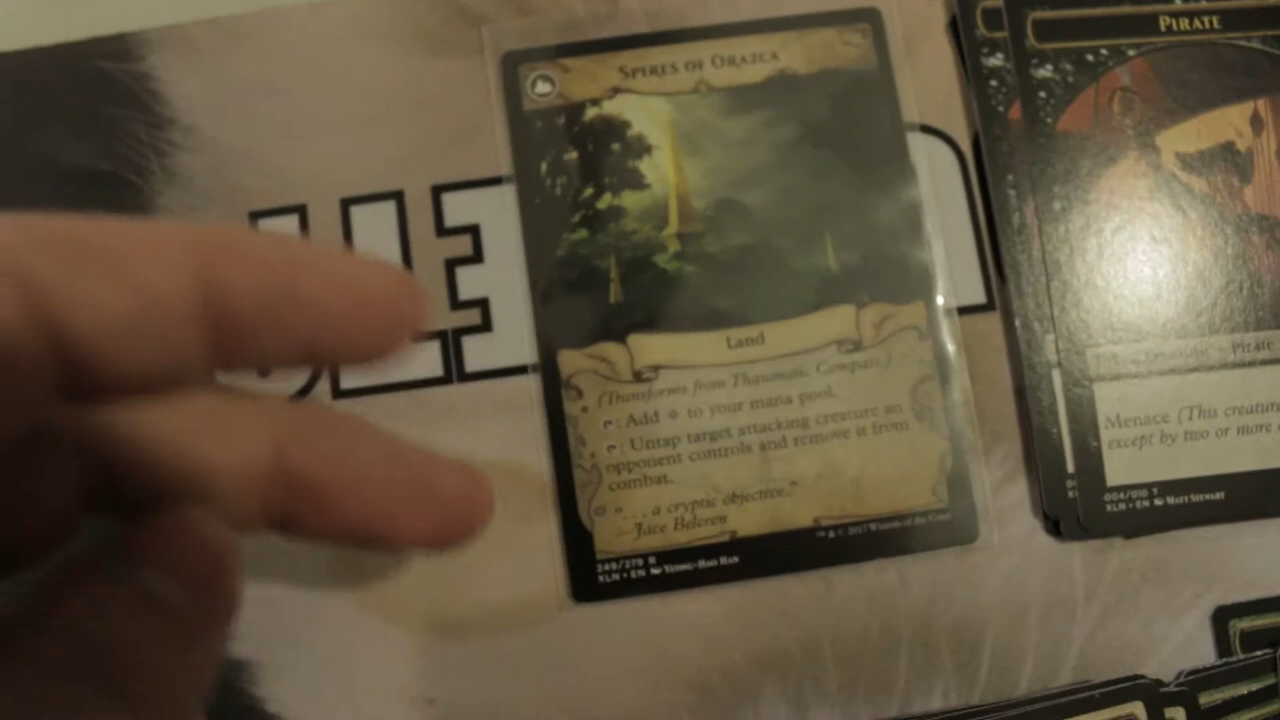 SPIRES OF ORAZCA
Land
(Transforms from Thaumatic Compass.)
: Add to your mana pool.
: Untap target attacking creature an
opponent controls and remove it from
combat.
". . . a cryptic objective."
—Jace Beleren
249/279 R
XLN • EN YEONG-HAO HAN
™ & © 2017 Wizards of the Coast
PIRATE
Pirate
Menace (This creature
except by two or more
004/010 T
XLN • EN MATT STEWART